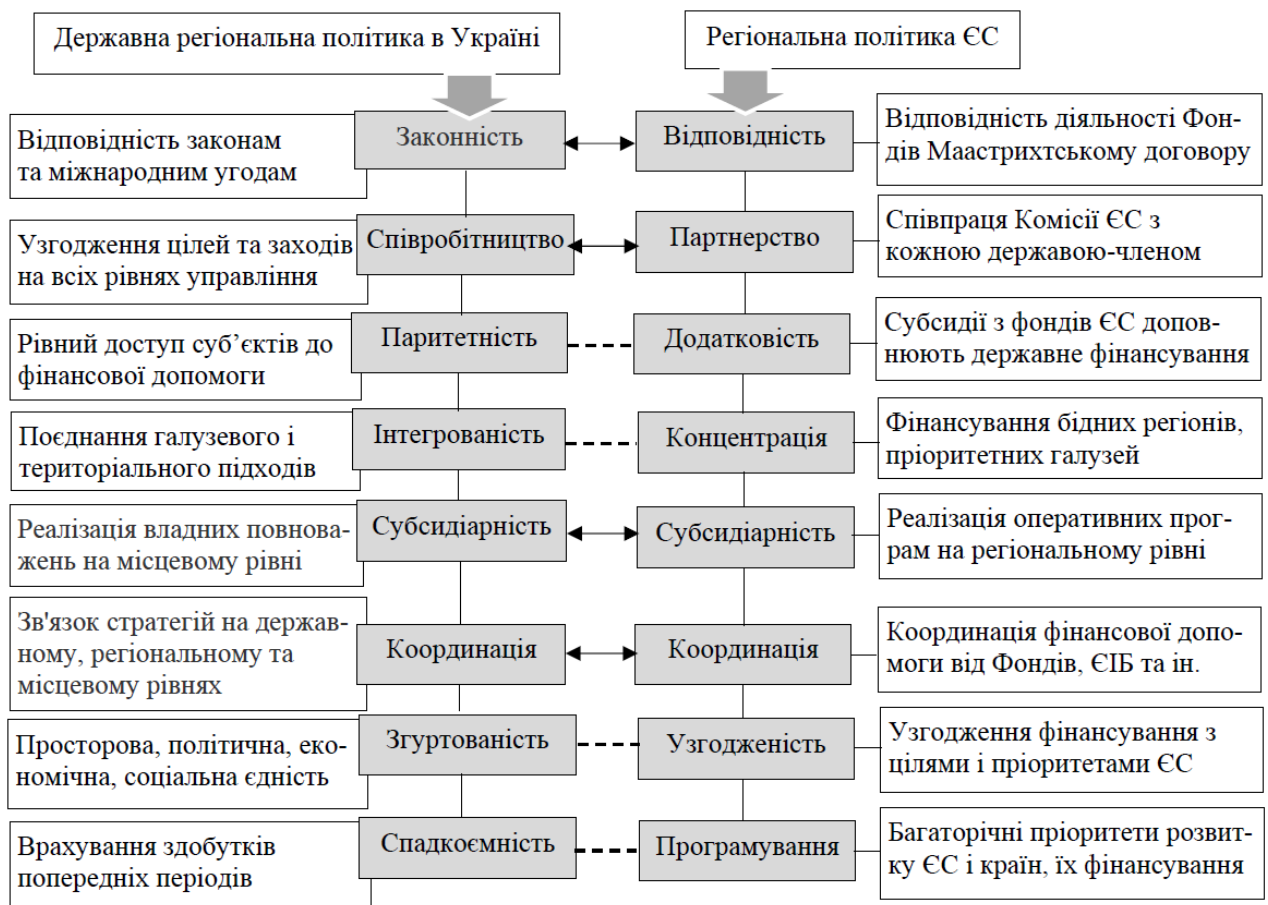 Державна регіональна політика в Україні
Регіональна політика ЄС
Відповідність законам
та міжнародним угодам
Законність
Відповідність
Відповідність діяльності Фон-
дів Маастрихтському договору
Узгодження цілей та заходів
на всіх рівнях управління
Співробітництво
Партнерство
Співпраця Комісії ЄС з
кожною державою-членом
Рівний доступ суб’єктів до
фінансової допомоги
Паритетність
Додатковість
Субсидії з фондів ЄС допов-
нюють державне фінансування
Поєднання галузевого і
територіального підходів
Інтегрованість
Концентрація
Фінансування бідних регіонів,
пріоритетних галузей
Реалізація владних повнова-
жень на місцевому рівні
Субсидіарність
Субсидіарність
Реалізація оперативних прог-
рам на регіональному рівні
Зв'язок стратегій на держав-
ному, регіональному та
місцевому рівнях
Координація
Координація
Координація фінансової допо-
моги від Фондів, ЄІБ та ін.
Просторова, політична, еко-
номічна, соціальна єдність
Згуртованість
Узгодженість
Узгодження фінансування з
цілями і пріоритетами ЄС
Врахування здобутків
попередніх періодів
Спадкоємність
Програмування
Багаторічні пріоритети розвит-
ку ЄС і країн, їх фінансування